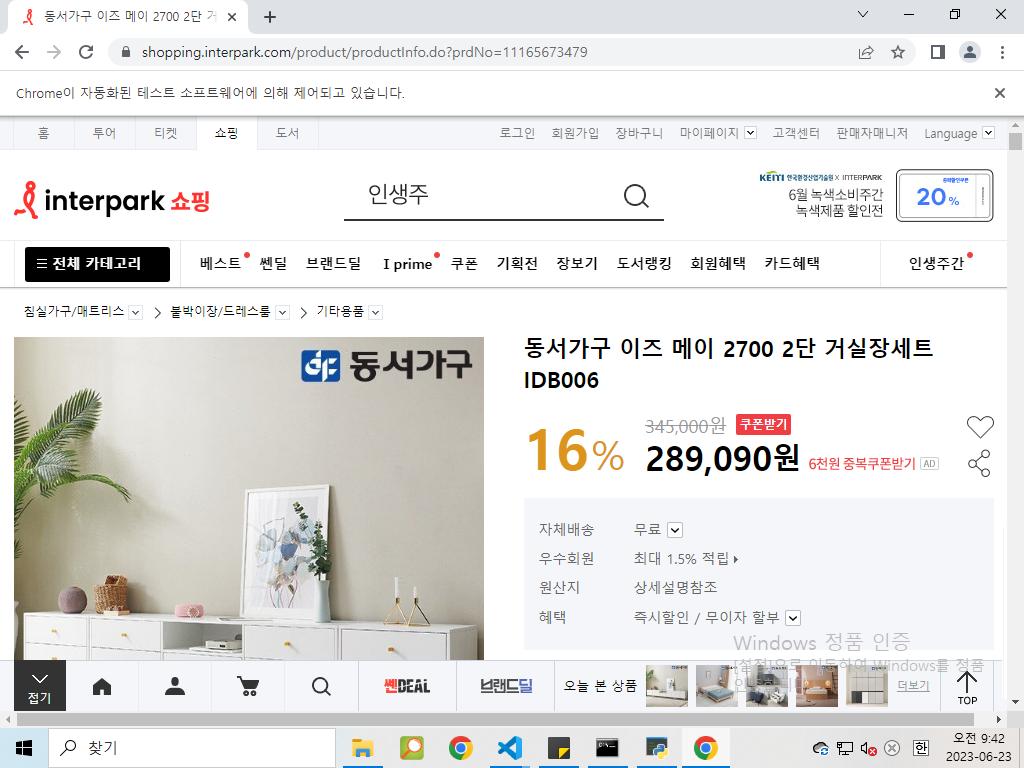 동서가구 이즈 메이 2700 2단 거
shopping.interpark.com/product/productInfo.do?prdNo=11165673479
Chrome이 자동화된 테스트 소프트웨어에 의해 제어되고 있습니다.
홈 투어 티켓 쇼핑 도서 로그인 회원가입 장바구니 마이페이지 고객센터 판매자매니저 Language
interpark 쇼핑 인생주
KEITI 한국환경산업기술원 X INTERPARK
6월 녹색소비주간
녹색제품 할인전
중복할인쿠폰
20%
전체 카테고리 베스트 쎈딜 브랜드딜 I prime 쿠폰 기획전 장보기 도서랭킹 회원혜택 카드혜택 인생주간
침실가구/매트리스 붙박이장/드레스룸 기타용품
동서가구
동서가구 이즈 메이 2700 2단 거실장세트
IDB006
16% 345,000원 쿠폰받기
289,090원 6천원 중복쿠폰받기 AD
자체배송 무료
우수회원 최대 1.5% 적립
원산지 상세설명참조
혜택 즉시할인 / 무이자 할부
Windows 정품 인증
[설정]으로 이동하여 Windows를 정품
접기 쎈DEAL 브랜드딜 오늘 본 상품 더보기 TOP
찾기
한
오전 9:42
2023-06-23